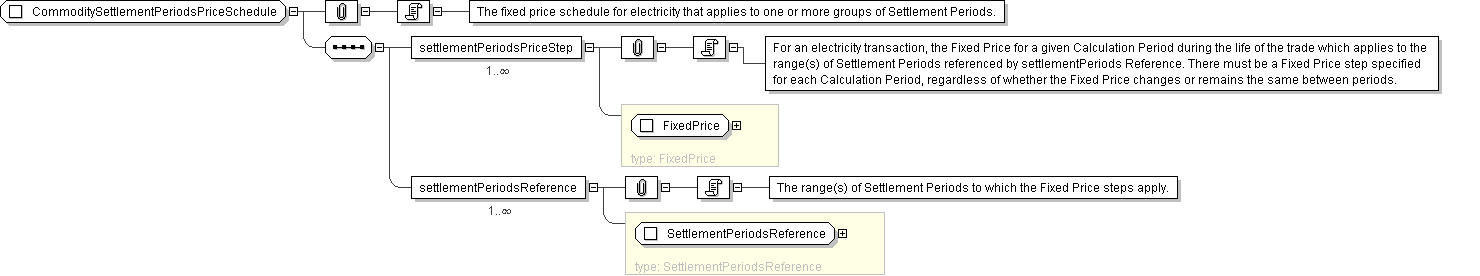 CommoditySettlementPeriodsPriceSchedule
The fixed price schedule for electricity that applies to one or more groups of Settlement Periods.
settlementPeriodsPriceStep
1..∞
For an electricity transaction, the Fixed Price for a given Calculation Period during the life of the trade which applies to the
range(s) of Settlement Periods referenced by settlementPeriods Reference. There must be a Fixed Price step specified
for each Calculation Period, regardless of whether the Fixed Price changes or remains the same between periods.
FixedPrice
type: FixedPrice
settlementPeriodsReference
1..∞
The range(s) of Settlement Periods to which the Fixed Price steps apply.
SettlementPeriodsReference
type: SettlementPeriodsReference